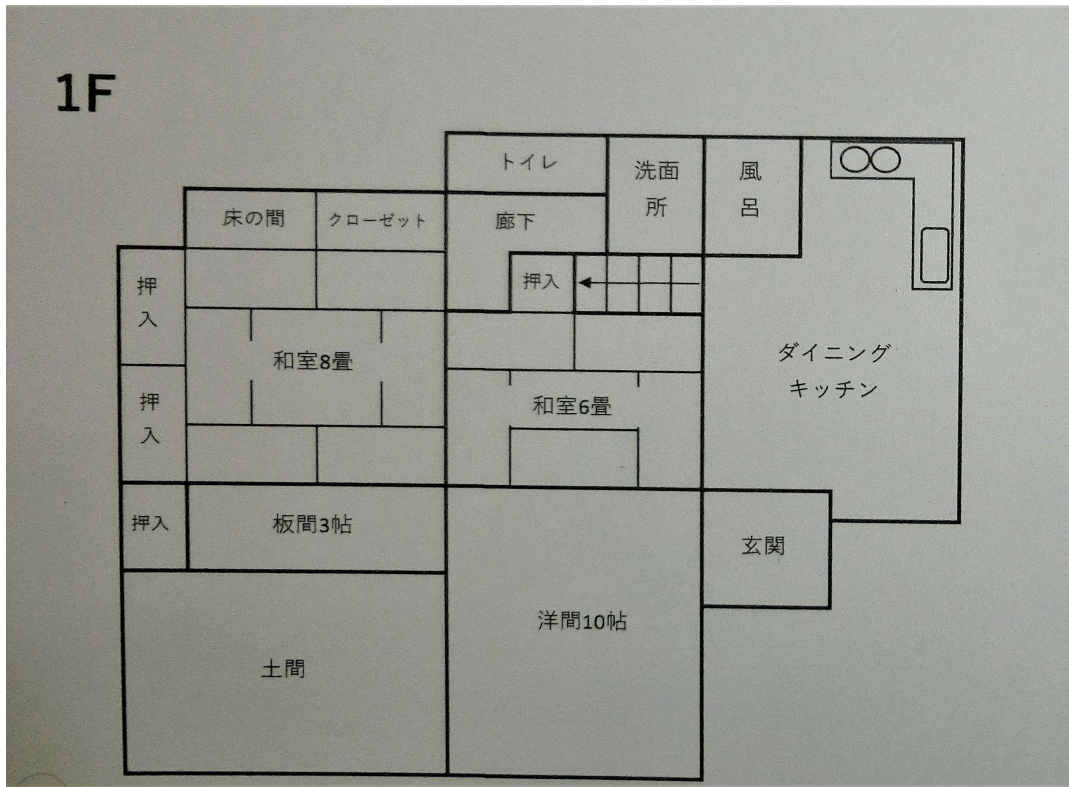 1F
トイレ
洗面
所
風
呂
床の間
クローゼット
廊下
押
入
押入
和室8畳
ダイニング
キッチン
押
入
和室6畳
押入
板間3帖
玄関
洋間10帖
土間